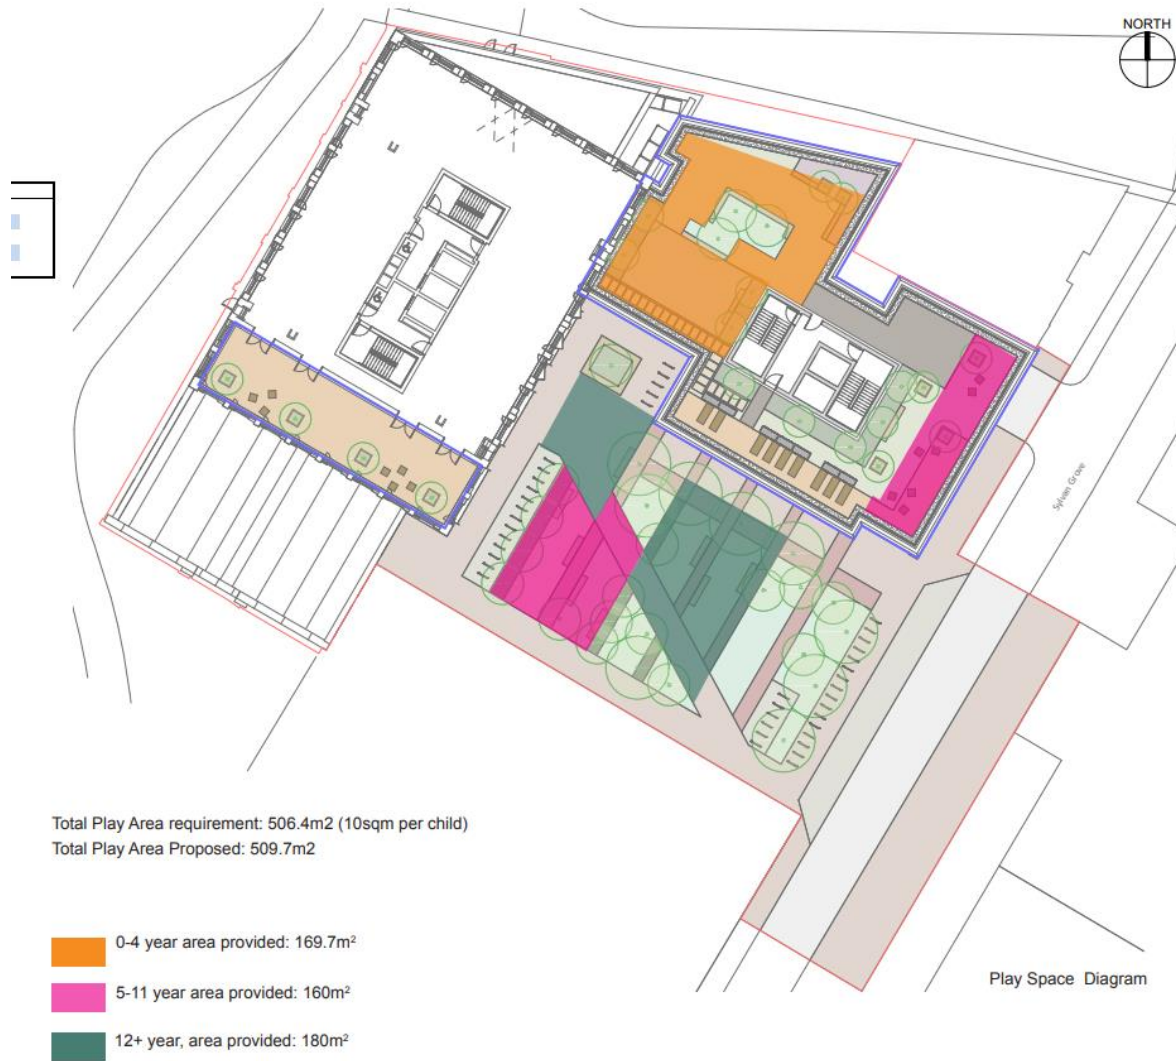 NORTH
Sylvan Grove
Total Play Area requirement: 506.4m2 (10sqm per child)
Total Play Area Proposed: 509.7m2
0-4 year area provided: 169.7m²
5-11 year area provided: 160m²
12+ year, area provided: 180m²
Play Space Diagram